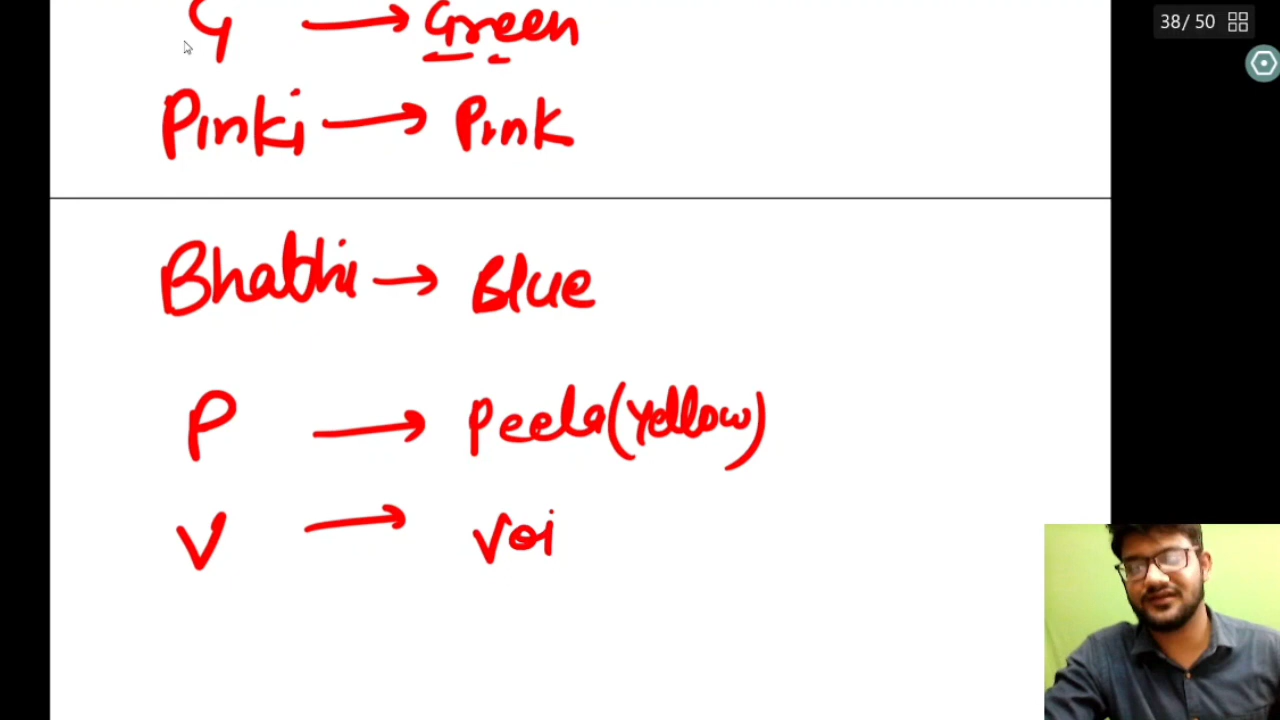 38/ 50
G → Green
Pinki → Pink
Bhabhi → Blue
P → Peela(Yellow)
V → Voi